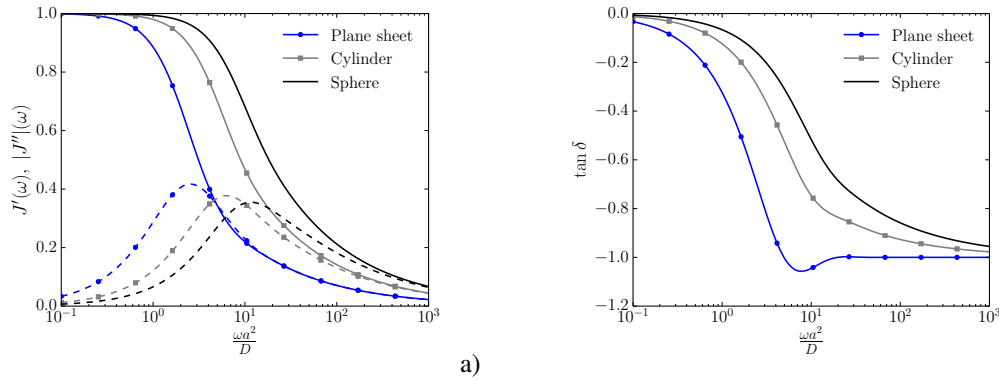 1.0
0.8
0.6
0.4
0.2
0.0
J′(ω), |J″|(ω)
Plane sheet
Cylinder
Sphere
10⁻¹ 10⁰ 10¹ 10² 10³
ωa²/D
a)
0.0
−0.2
−0.4
−0.6
−0.8
−1.0
−1.2
tan δ
Plane sheet
Cylinder
Sphere
10⁻¹ 10⁰ 10¹ 10² 10³
ωa²/D